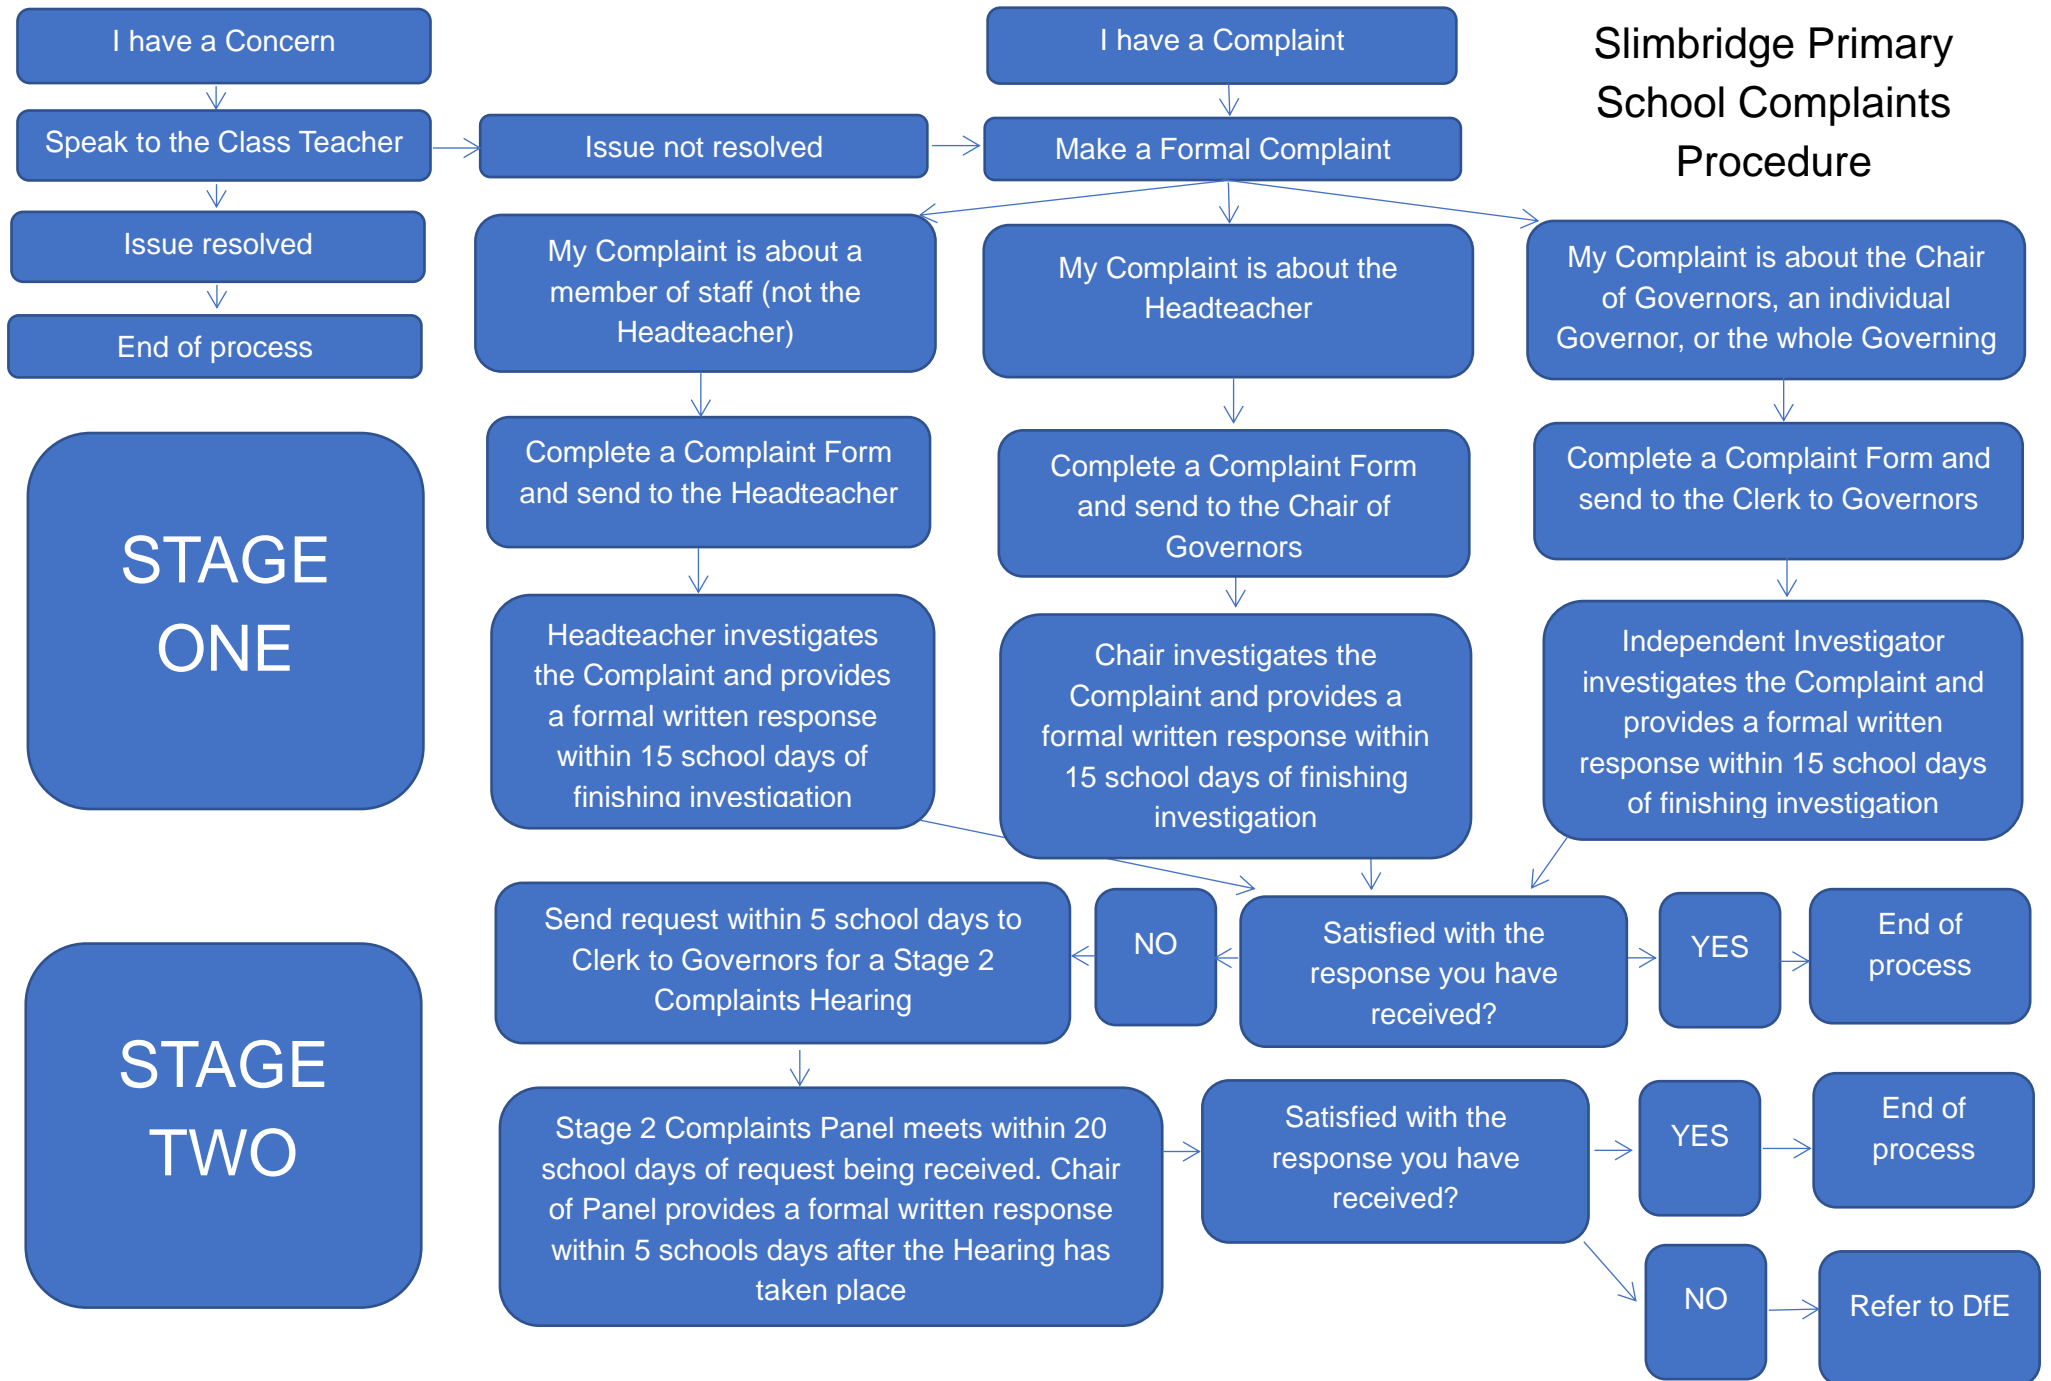 I have a Concern
I have a Complaint
Slimbridge Primary
School Complaints
Procedure
Speak to the Class Teacher
Issue not resolved
Make a Formal Complaint
Issue resolved
End of process
My Complaint is about a
member of staff (not the
Headteacher)
My Complaint is about the
Headteacher
My Complaint is about the Chair
of Governors, an individual
Governor, or the whole Governing
STAGE
ONE
Complete a Complaint Form
and send to the Headteacher
Complete a Complaint Form
and send to the Chair of
Governors
Complete a Complaint Form and
send to the Clerk to Governors
Headteacher investigates
the Complaint and provides
a formal written response
within 15 school days of
finishing investigation
Chair investigates the
Complaint and provides a
formal written response within
15 school days of finishing
investigation
Independent Investigator
investigates the Complaint and
provides a formal written
response within 15 school days
of finishing investigation
STAGE
TWO
Send request within 5 school days to
Clerk to Governors for a Stage 2
Complaints Hearing
NO
Satisfied with the
response you have
received?
YES
End of
process
Stage 2 Complaints Panel meets within 20
school days of request being received. Chair
of Panel provides a formal written response
within 5 schools days after the Hearing has
taken place
Satisfied with the
response you have
received?
YES
End of
process
NO
Refer to DfE